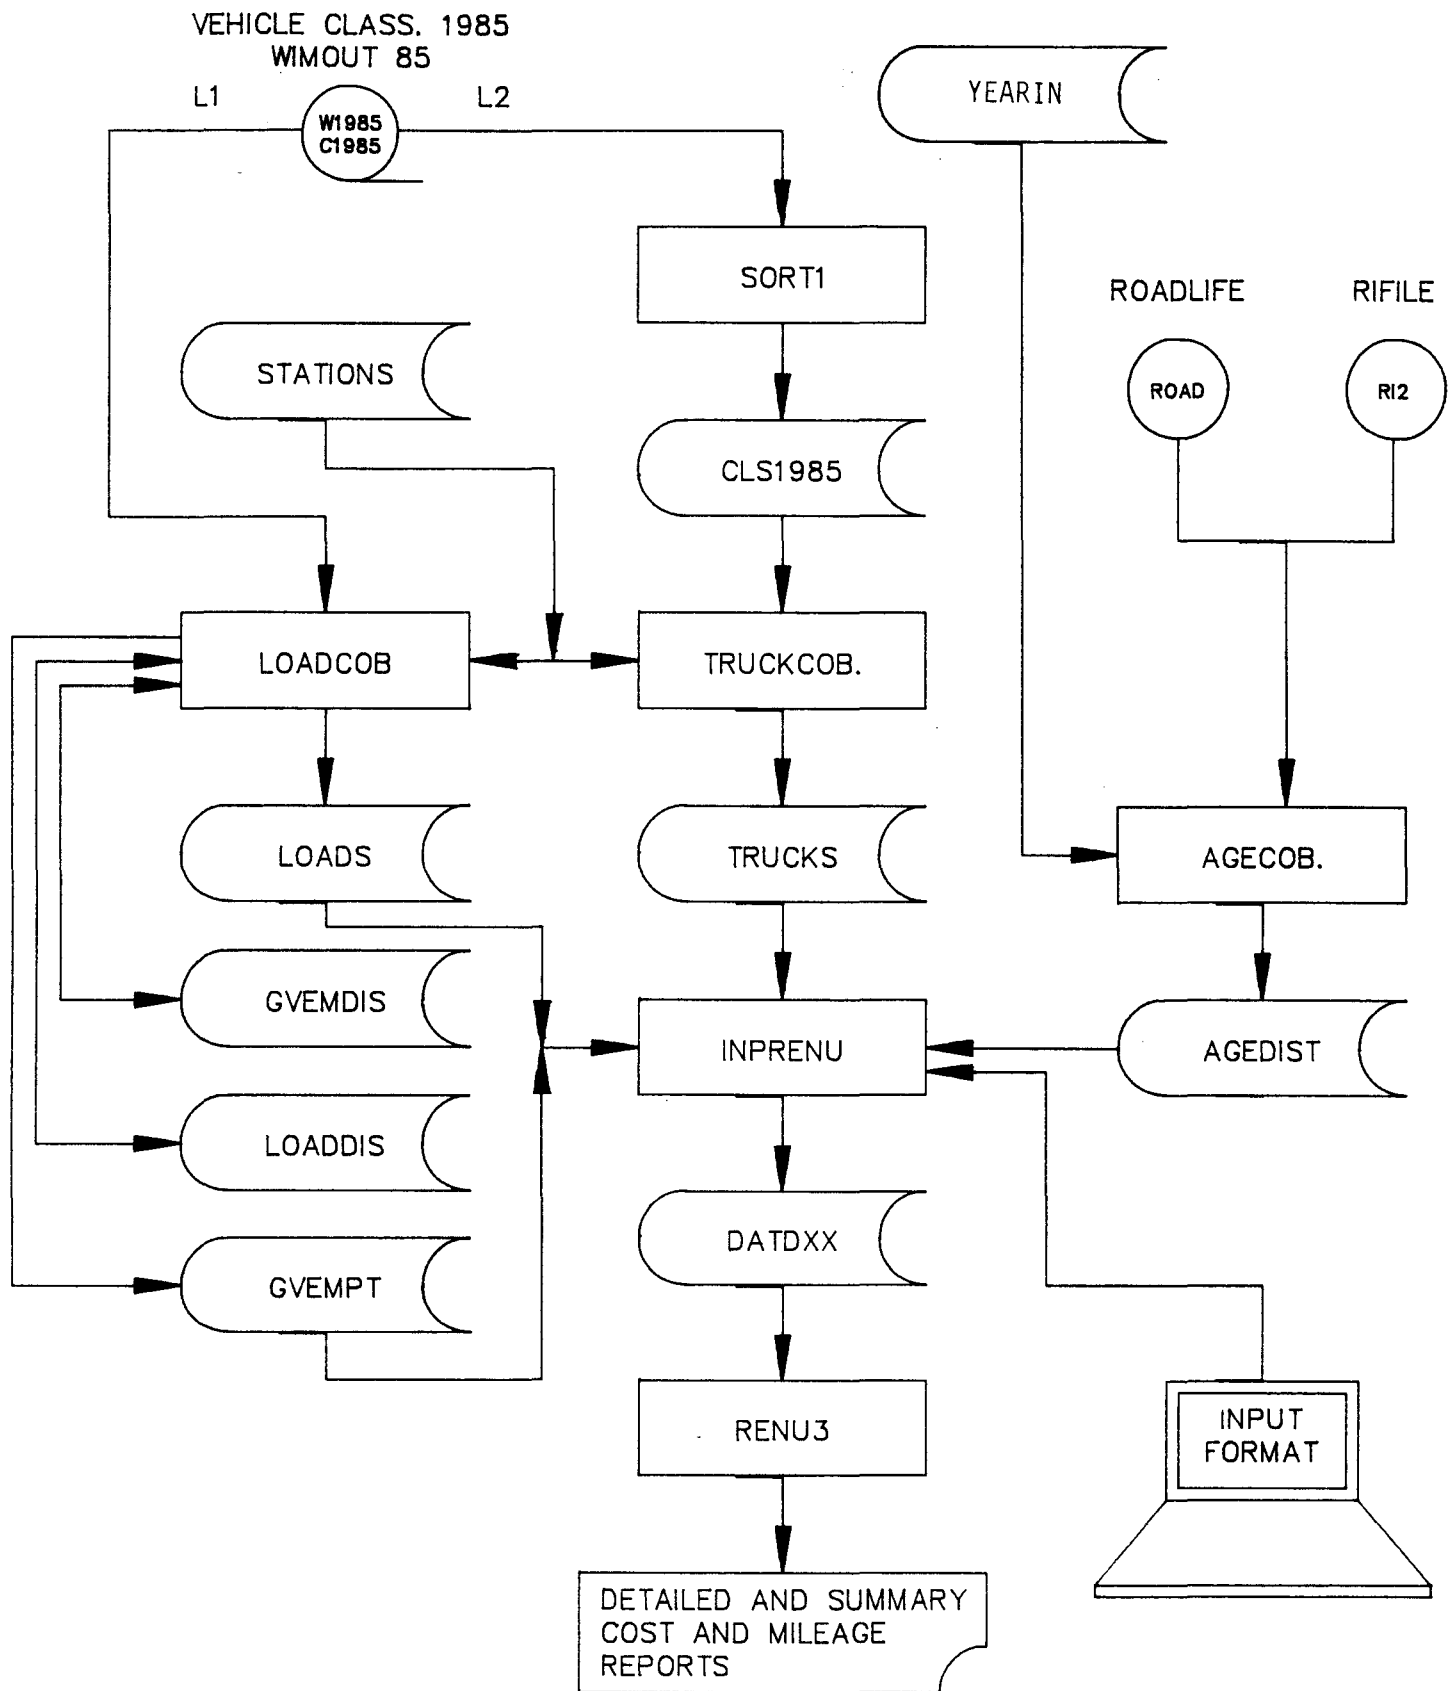 VEHICLE CLASS. 1985
WIMOUT 85
L1
L2
W1985
C1985
YEARIN
SORT1
ROADLIFE
RIFILE
STATIONS
ROAD
RI2
CLS1985
LOADCOB
TRUCKCOB.
LOADS
TRUCKS
AGECOB.
GVEMDIS
INPRENU
AGEDIST
LOADDIS
DATDXX
GVEMPT
RENU3
INPUT
FORMAT
DETAILED AND SUMMARY
COST AND MILEAGE
REPORTS